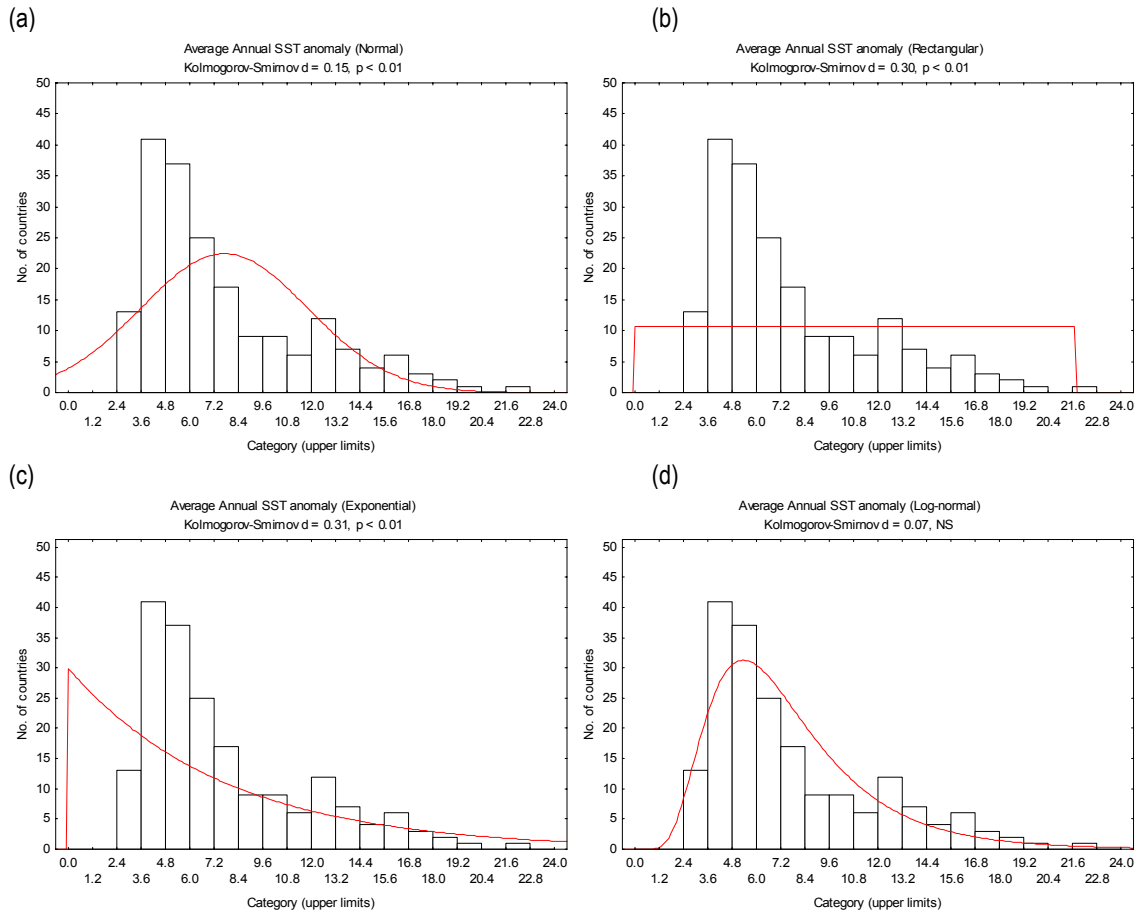 (a)
Average Annual SST anomaly (Normal)
Kolmogorov-Smirnov d = 0.15, p < 0.01
No. of countries
50
45
40
35
30
25
20
15
10
5
0
0.0 2.4 4.8 7.2 9.6 12.0 14.4 16.8 19.2 21.6 24.0
1.2 3.6 6.0 8.4 10.8 13.2 15.6 18.0 20.4 22.8
Category (upper limits)
(b)
Average Annual SST anomaly (Rectangular)
Kolmogorov-Smirnov d = 0.30, p < 0.01
No. of countries
50
45
40
35
30
25
20
15
10
5
0
0.0 2.4 4.8 7.2 9.6 12.0 14.4 16.8 19.2 21.6 24.0
1.2 3.6 6.0 8.4 10.8 13.2 15.6 18.0 20.4 22.8
Category (upper limits)
(c)
Average Annual SST anomaly (Exponential)
Kolmogorov-Smirnov d = 0.31, p < 0.01
No. of countries
50
45
40
35
30
25
20
15
10
5
0
0.0 2.4 4.8 7.2 9.6 12.0 14.4 16.8 19.2 21.6 24.0
1.2 3.6 6.0 8.4 10.8 13.2 15.6 18.0 20.4 22.8
Category (upper limits)
(d)
Average Annual SST anomaly (Log-normal)
Kolmogorov-Smirnov d = 0.07, NS
No. of countries
50
45
40
35
30
25
20
15
10
5
0
0.0 2.4 4.8 7.2 9.6 12.0 14.4 16.8 19.2 21.6 24.0
1.2 3.6 6.0 8.4 10.8 13.2 15.6 18.0 20.4 22.8
Category (upper limits)